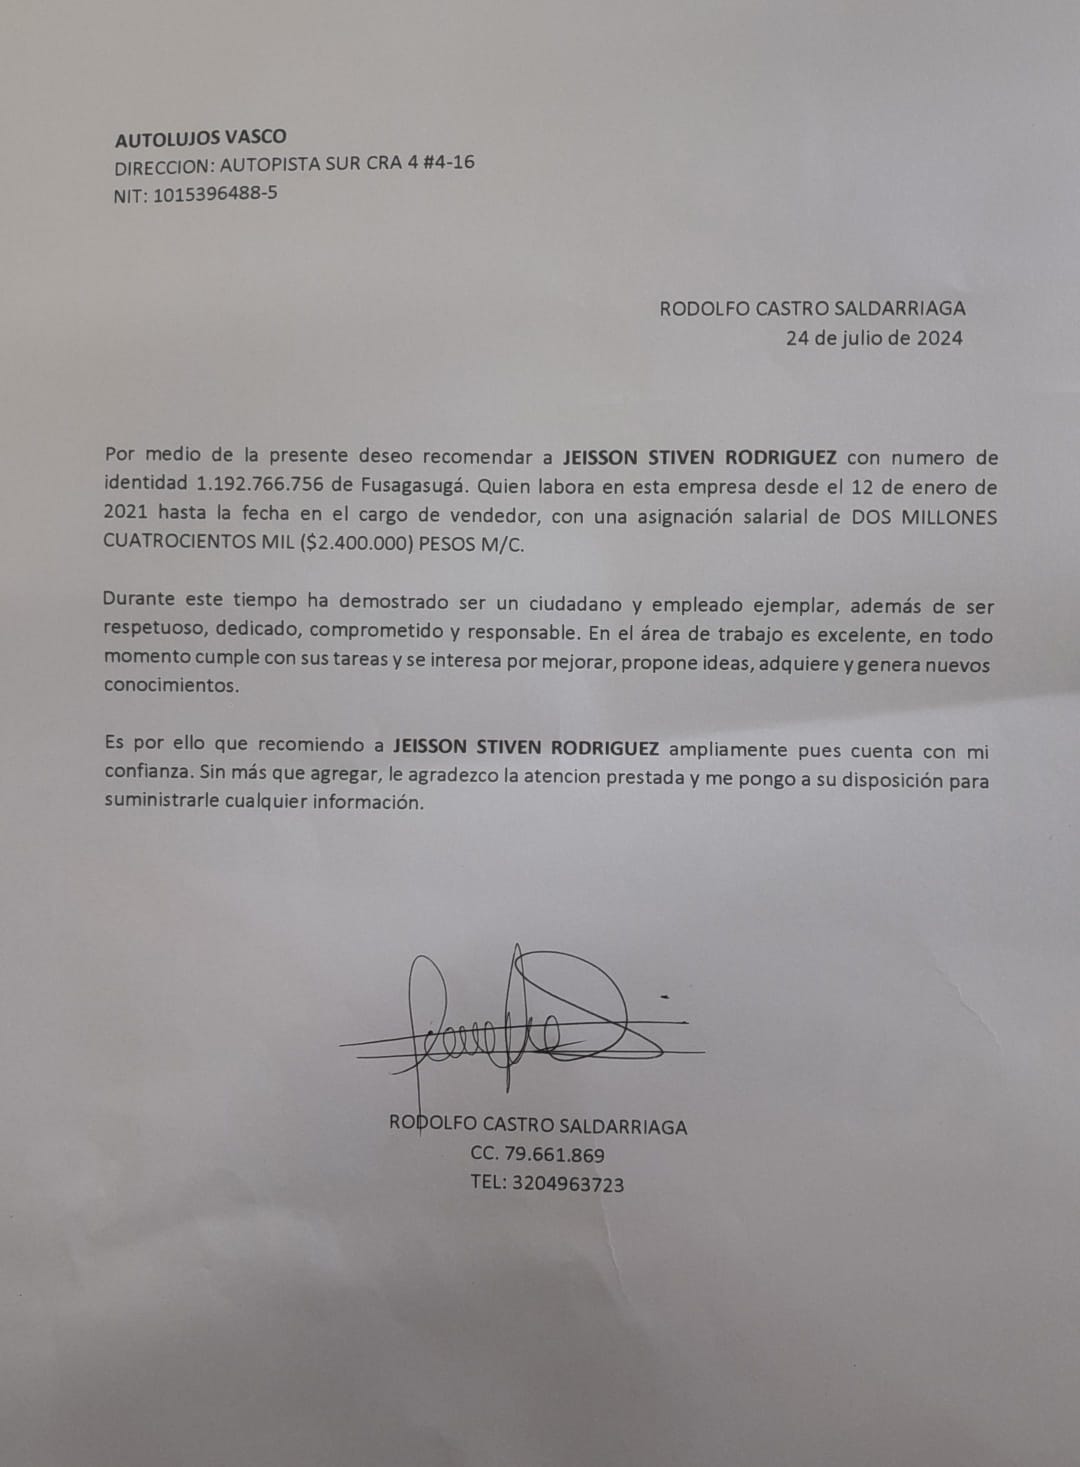 AUTOLUJOS VASCO
DIRECCION: AUTOPISTA SUR CRA 4 #4-16
NIT: 1015396488-5
RODOLFO CASTRO SALDARRIAGA
24 de julio de 2024
Por medio de la presente deseo recomendar a JEISSON STIVEN RODRIGUEZ con numero de
identidad 1.192.766.756 de Fusagasugá. Quien labora en esta empresa desde el 12 de enero de
2021 hasta la fecha en el cargo de vendedor, con una asignación salarial de DOS MILLONES
CUATROCIENTOS MIL ($2.400.000) PESOS M/C.
Durante este tiempo ha demostrado ser un ciudadano y empleado ejemplar, además de ser
respetuoso, dedicado, comprometido y responsable. En el área de trabajo es excelente, en todo
momento cumple con sus tareas y se interesa por mejorar, propone ideas, adquiere y genera nuevos
conocimientos.
Es por ello que recomiendo a JEISSON STIVEN RODRIGUEZ ampliamente pues cuenta con mi
confianza. Sin más que agregar, le agradezco la atencion prestada y me pongo a su disposición para
suministrarle cualquier información.
RODOLFO CASTRO SALDARRIAGA
CC. 79.661.869
TEL: 3204963723